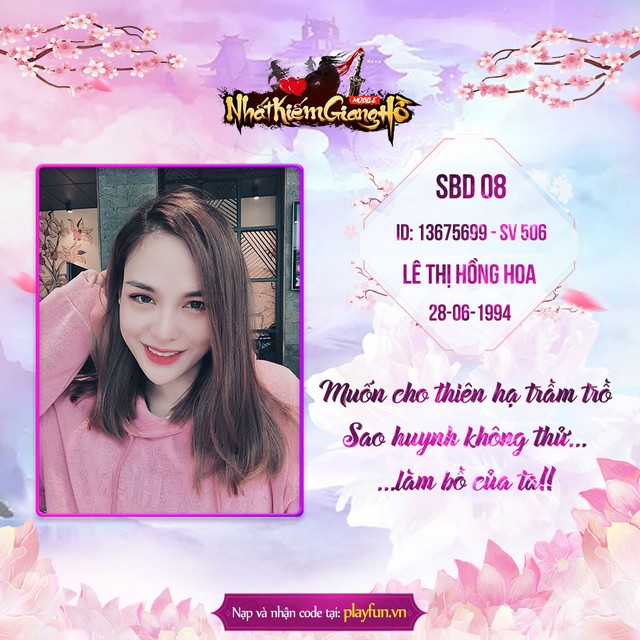 Nhất Kiếm Giang Hồ
MOBILE
SBD 08
ID: 13675699 - SV 506
LÊ THỊ HỒNG HOA
28-06-1994
Muốn cho thiên hạ trầm trồ
Sao huynh không thử...
...làm bồ của ta!!
Nạp và nhận code tại: playfun.vn